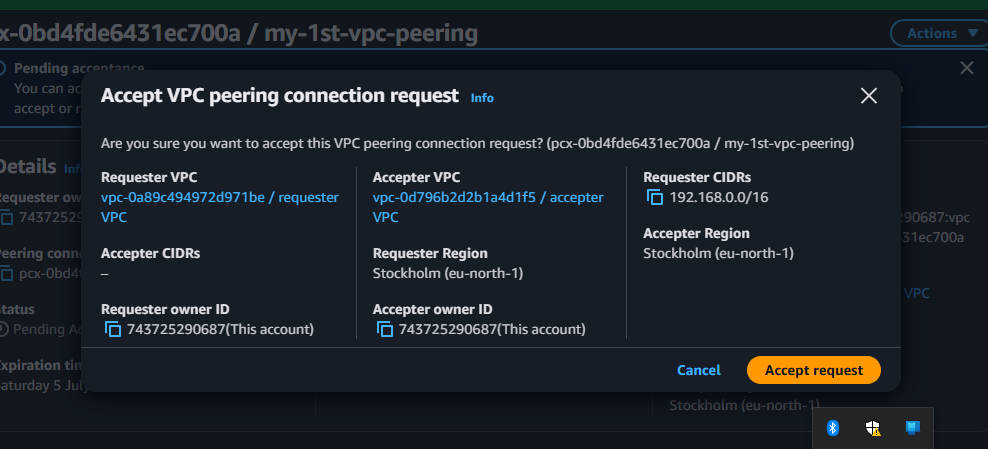 x-0bd4fde6431ec700a / my-1st-vpc-peering
Actions
Pending acceptance
You can ac
accept or r
Accept VPC peering connection request Info
Are you sure you want to accept this VPC peering connection request? (pcx-0bd4fde6431ec700a / my-1st-vpc-peering)
Requester VPC
vpc-0a89c494972d971be / requester
VPC
Accepter VPC
vpc-0d796b2d2b1a4d1f5 / accepter
VPC
Requester CIDRs
192.168.0.0/16
Accepter CIDRs
–
Requester Region
Stockholm (eu-north-1)
Accepter Region
Stockholm (eu-north-1)
Requester owner ID
743725290687(This account)
Accepter owner ID
743725290687(This account)
Cancel
Accept request
Details Info
Requester ow
74372529
Peering conn
pcx-0bd4
Status
Pending Ac
Expiration tim
Saturday 5 July
90687:vpc
31ec700a
VPC
Stockholm (eu-north-1)